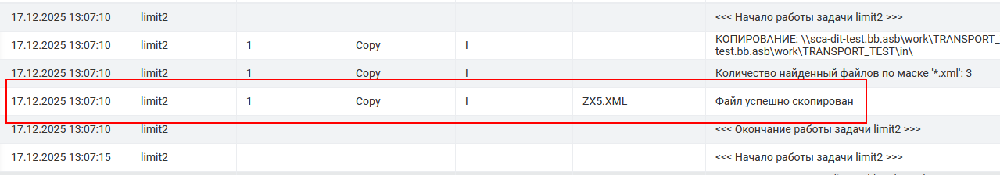 17.12.2025 13:07:10 limit2 <<< Начало работы задачи limit2 >>>
17.12.2025 13:07:10 limit2 1 Copy I КОПИРОВАНИЕ: \\sca-dit-test.bb.asb\work\TRANSPORT_
test.bb.asb\work\TRANSPORT_TEST\in\
17.12.2025 13:07:10 limit2 1 Copy I Количество найденный файлов по маске '*.xml': 3
17.12.2025 13:07:10 limit2 1 Copy I ZX5.XML Файл успешно скопирован
17.12.2025 13:07:10 limit2 <<< Окончание работы задачи limit2 >>>
17.12.2025 13:07:15 limit2 <<< Начало работы задачи limit2 >>>